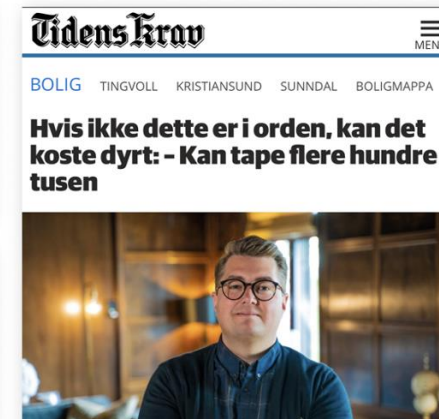 Tidens Krav
MEN
BOLIG TINGVOLL KRISTIANSUND SUNNDAL BOLIGMAPPA
Hvis ikke dette er i orden, kan det
koste dyrt: – Kan tape flere hundre
tusen